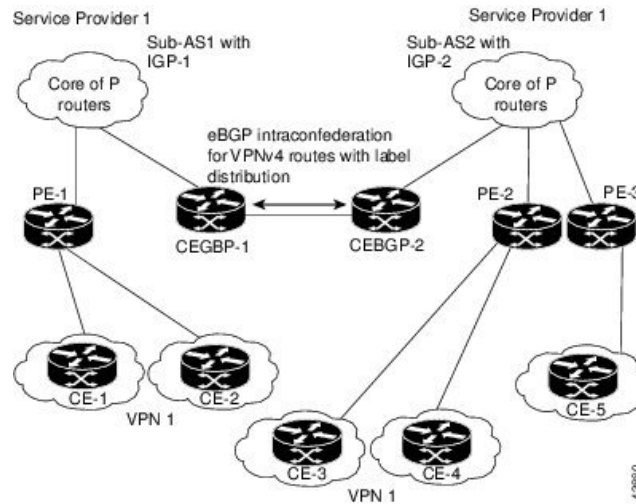 Service Provider 1
Service Provider 1
Sub-AS1 with
IGP-1
Sub-AS2 with
IGP-2
Core of P
routers
Core of P
routers
eBGP intraconfederation
for VPNv4 routes with label
distribution
PE-1
PE-2
PE-3
CEGBP-1
CEBGP-2
CE-1
CE-2
CE-5
VPN 1
CE-3
CE-4
VPN 1